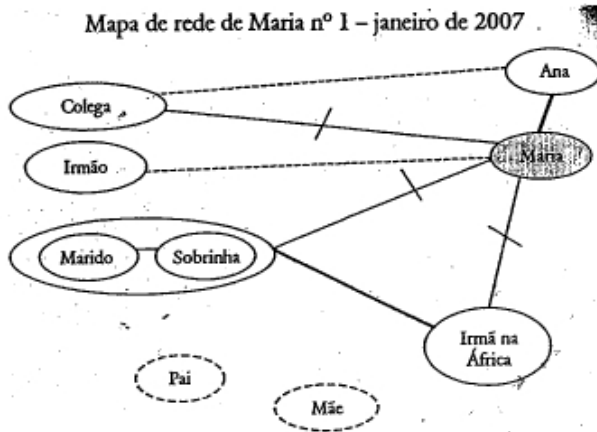 Mapa de rede de Maria nº 1 – janeiro de 2007
Ana
Colega
Maria
Irmão
Marido
Sobrinha
Irmã na
África
Pai
Mãe